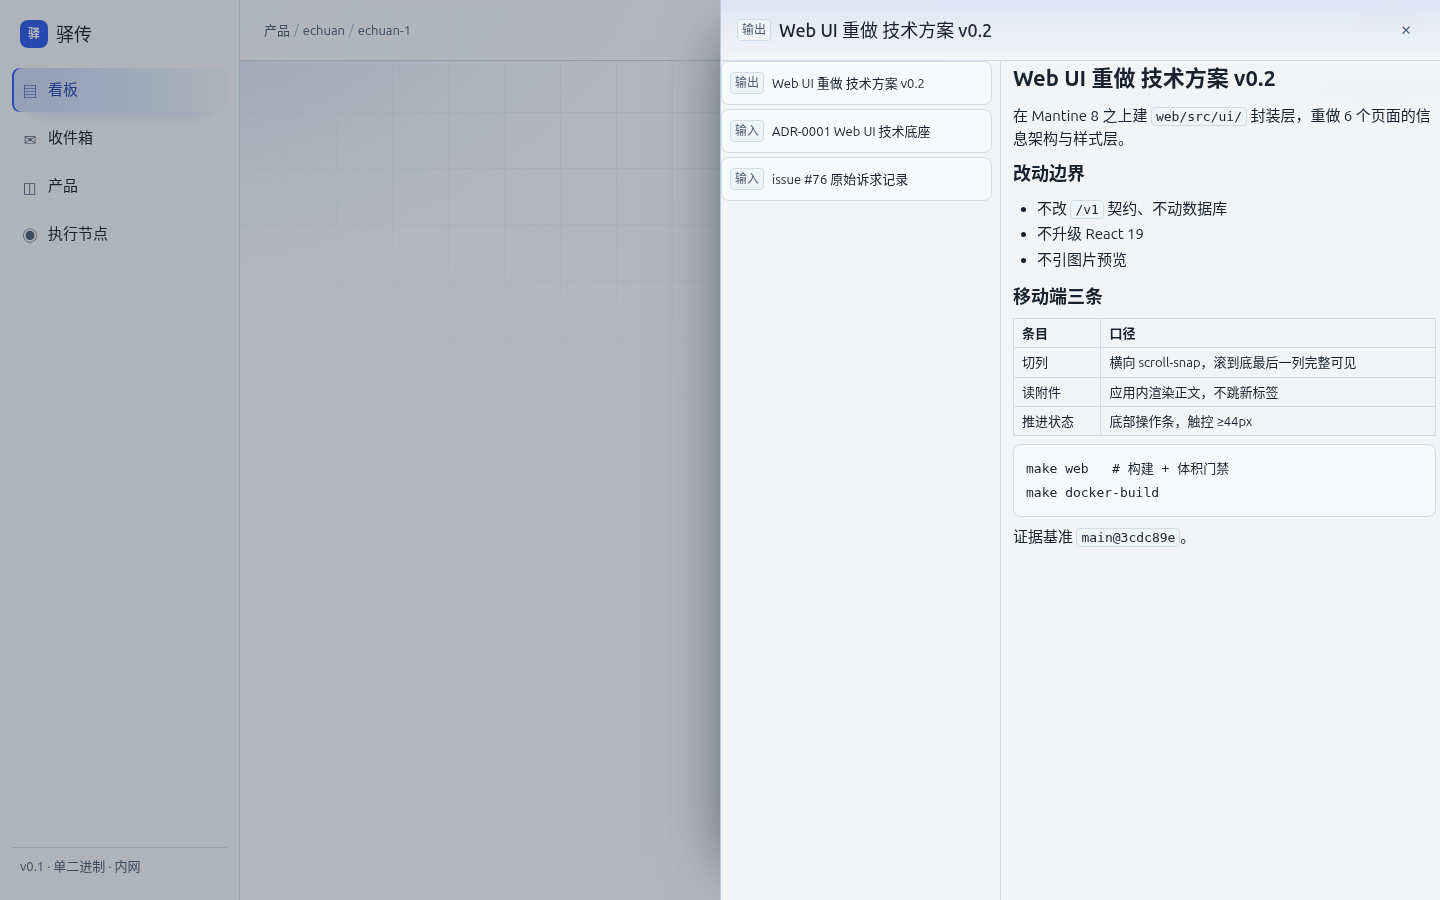 驿 驿传
看板
收件箱
产品
执行节点
v0.1 · 单二进制 · 内网
产品 / echuan / echuan-1
输出 Web UI 重做 技术方案 v0.2 ×
输出 Web UI 重做 技术方案 v0.2
输入 ADR-0001 Web UI 技术底座
输入 issue #76 原始诉求记录
Web UI 重做 技术方案 v0.2
在 Mantine 8 之上建 web/src/ui/ 封装层，重做 6 个页面的信
息架构与样式层。
改动边界
• 不改 /v1 契约、不动数据库
• 不升级 React 19
• 不引图片预览
移动端三条
条目 口径
切列 横向 scroll-snap，滚到底最后一列完整可见
读附件 应用内渲染正文，不跳新标签
推进状态 底部操作条，触控 ≥44px
make web   # 构建 + 体积门禁
make docker-build
证据基准 main@3cdc89e。